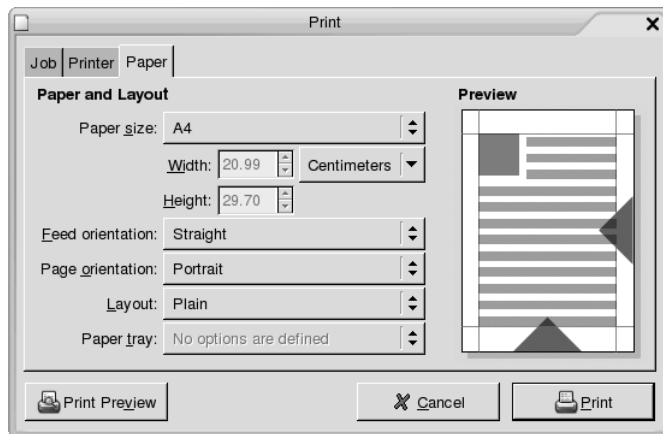 Print
Job Printer Paper
Paper and Layout
Preview
Paper size: A4
Width: 20.99 Centimeters
Height: 29.70
Feed orientation: Straight
Page orientation: Portrait
Layout: Plain
Paper tray: No options are defined
Print Preview Cancel Print